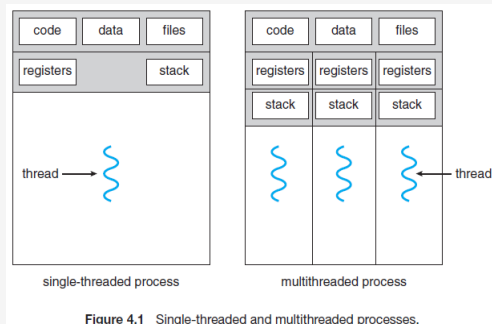 code data files
registers stack
thread
single-threaded process
code data files
registers registers registers
stack stack stack
thread
multithreaded process
Figure 4.1 Single-threaded and multithreaded processes.